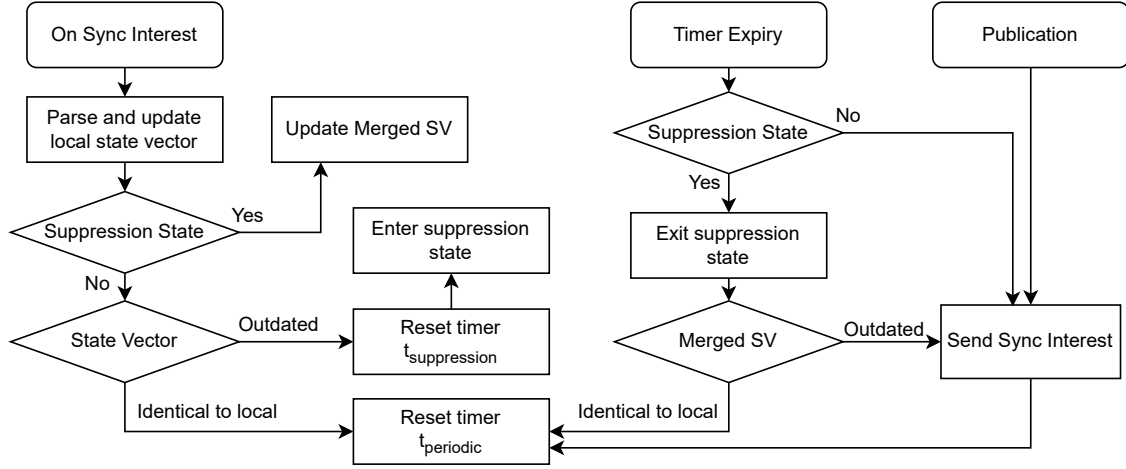 On Sync Interest
Timer Expiry
Publication
Parse and update
local state vector
Update Merged SV
Suppression State
No
Suppression State
Yes
Yes
Enter suppression
state
Exit suppression
state
No
State Vector
Outdated
Reset timer
t_suppression
Merged SV
Outdated
Send Sync Interest
Identical to local
Reset timer
t_periodic
Identical to local